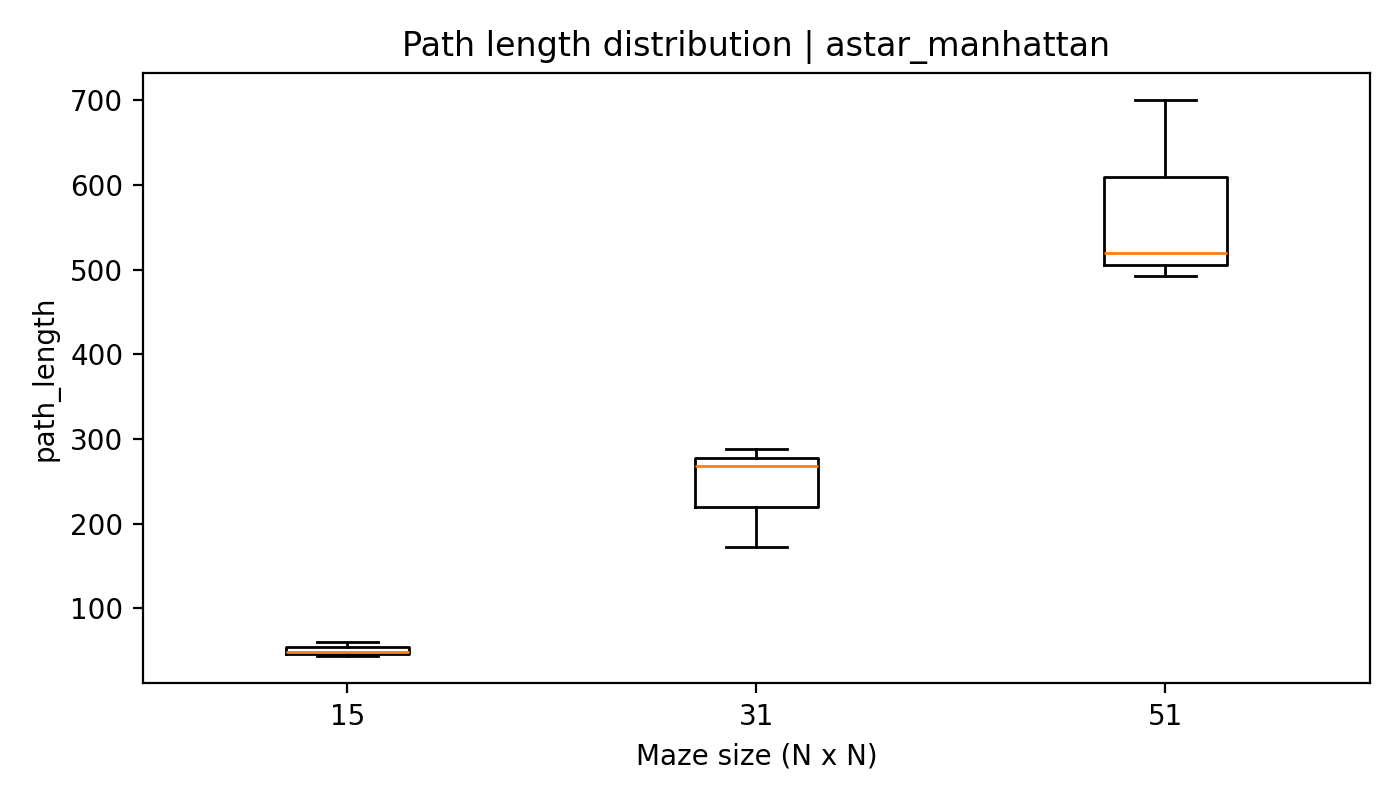 Path length distribution | astar_manhattan
700
600
500
400
300
200
100
path_length
15 31 51
Maze size (N x N)